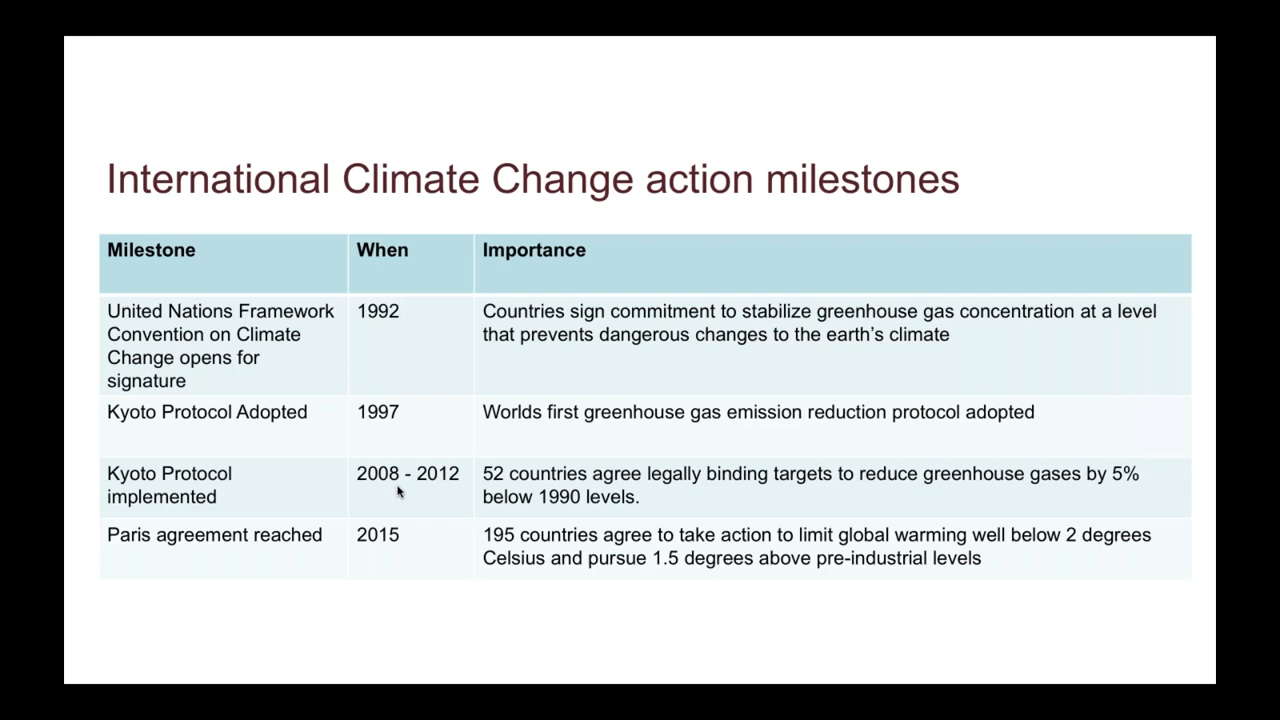 International Climate Change action milestones
Milestone
When
Importance
United Nations Framework
Convention on Climate
Change opens for
signature
1992
Countries sign commitment to stabilize greenhouse gas concentration at a level
that prevents dangerous changes to the earth's climate
Kyoto Protocol Adopted
1997
Worlds first greenhouse gas emission reduction protocol adopted
Kyoto Protocol
implemented
2008 - 2012
52 countries agree legally binding targets to reduce greenhouse gases by 5%
below 1990 levels.
Paris agreement reached
2015
195 countries agree to take action to limit global warming well below 2 degrees
Celsius and pursue 1.5 degrees above pre-industrial levels